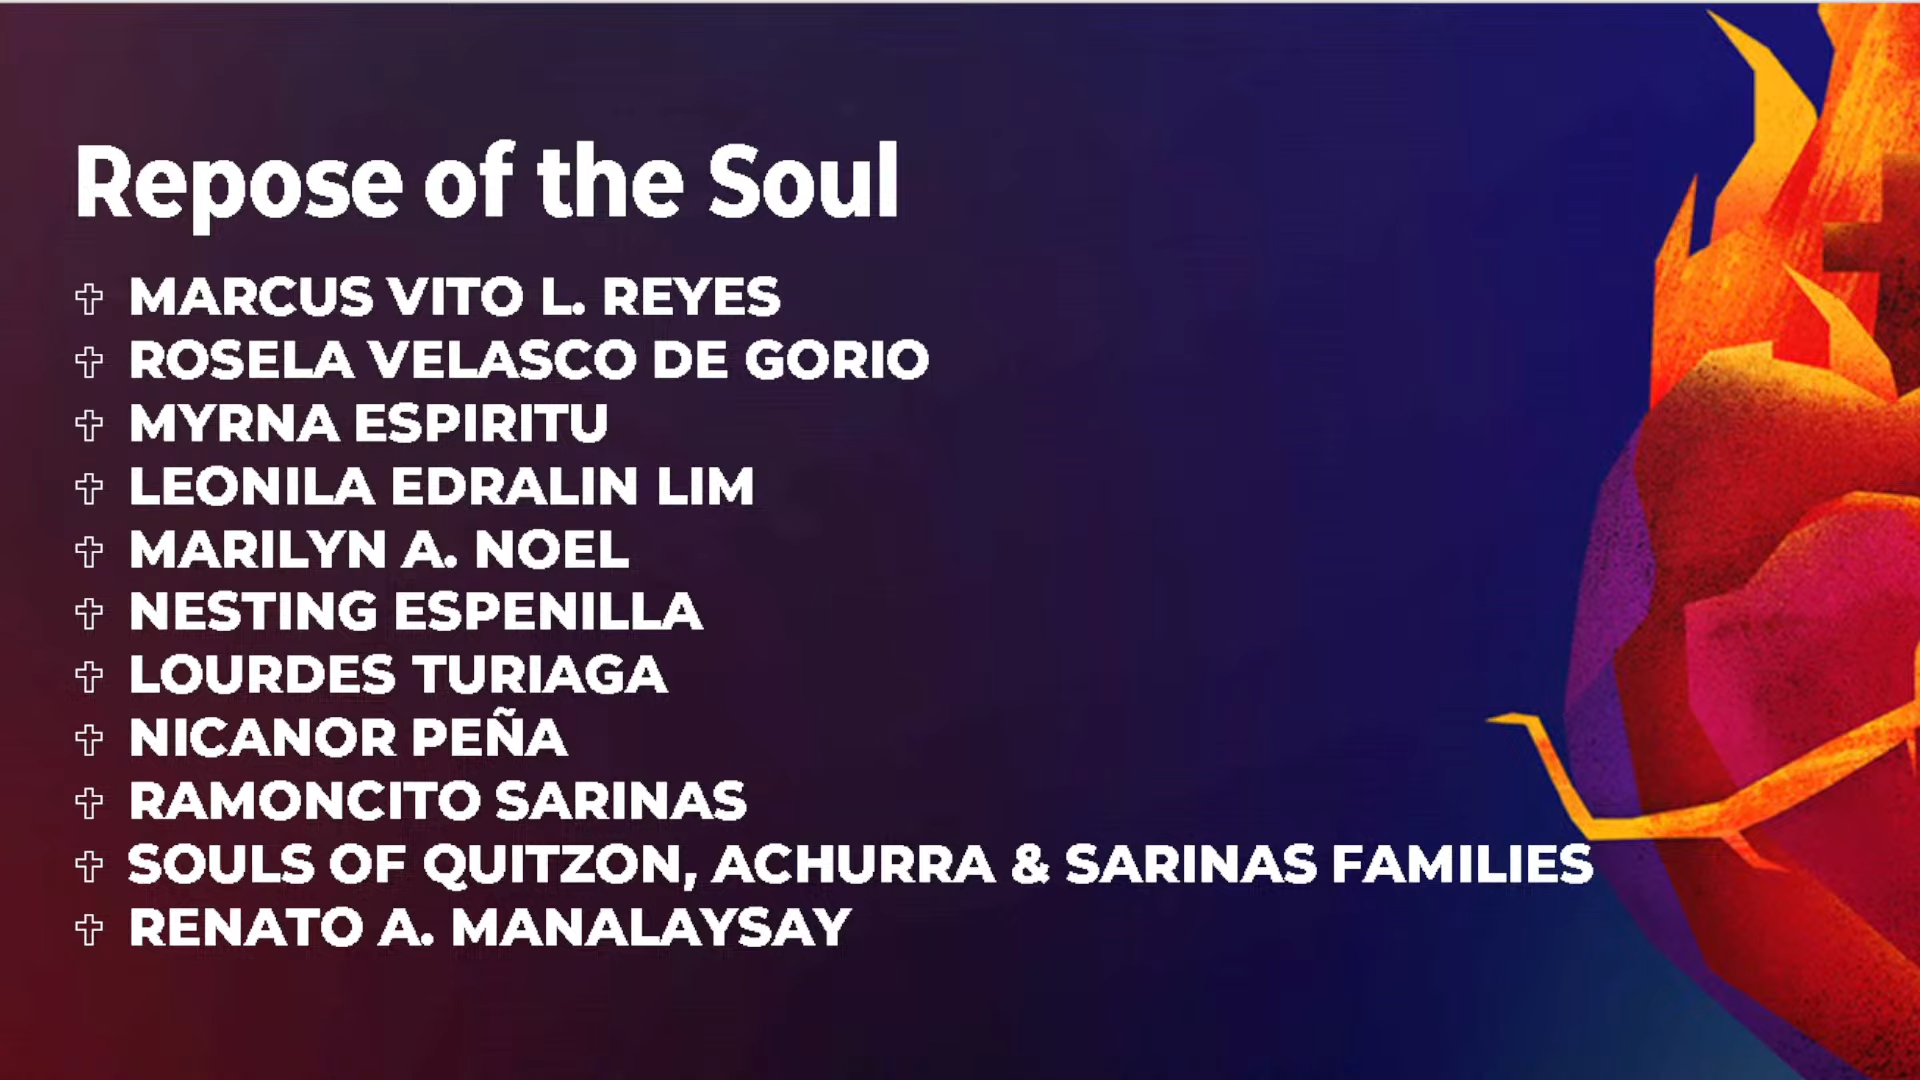 Repose of the Soul
✞ MARCUS VITO L. REYES
✞ ROSELA VELASCO DE GORIO
✞ MYRNA ESPIRITU
✞ LEONILA EDRALIN LIM
✞ MARILYN A. NOEL
✞ NESTING ESPENILLA
✞ LOURDES TURIAGA
✞ NICANOR PEÑA
✞ RAMONCITO SARINAS
✞ SOULS OF QUITZON, ACHURRA & SARINAS FAMILIES
✞ RENATO A. MANALAYSAY